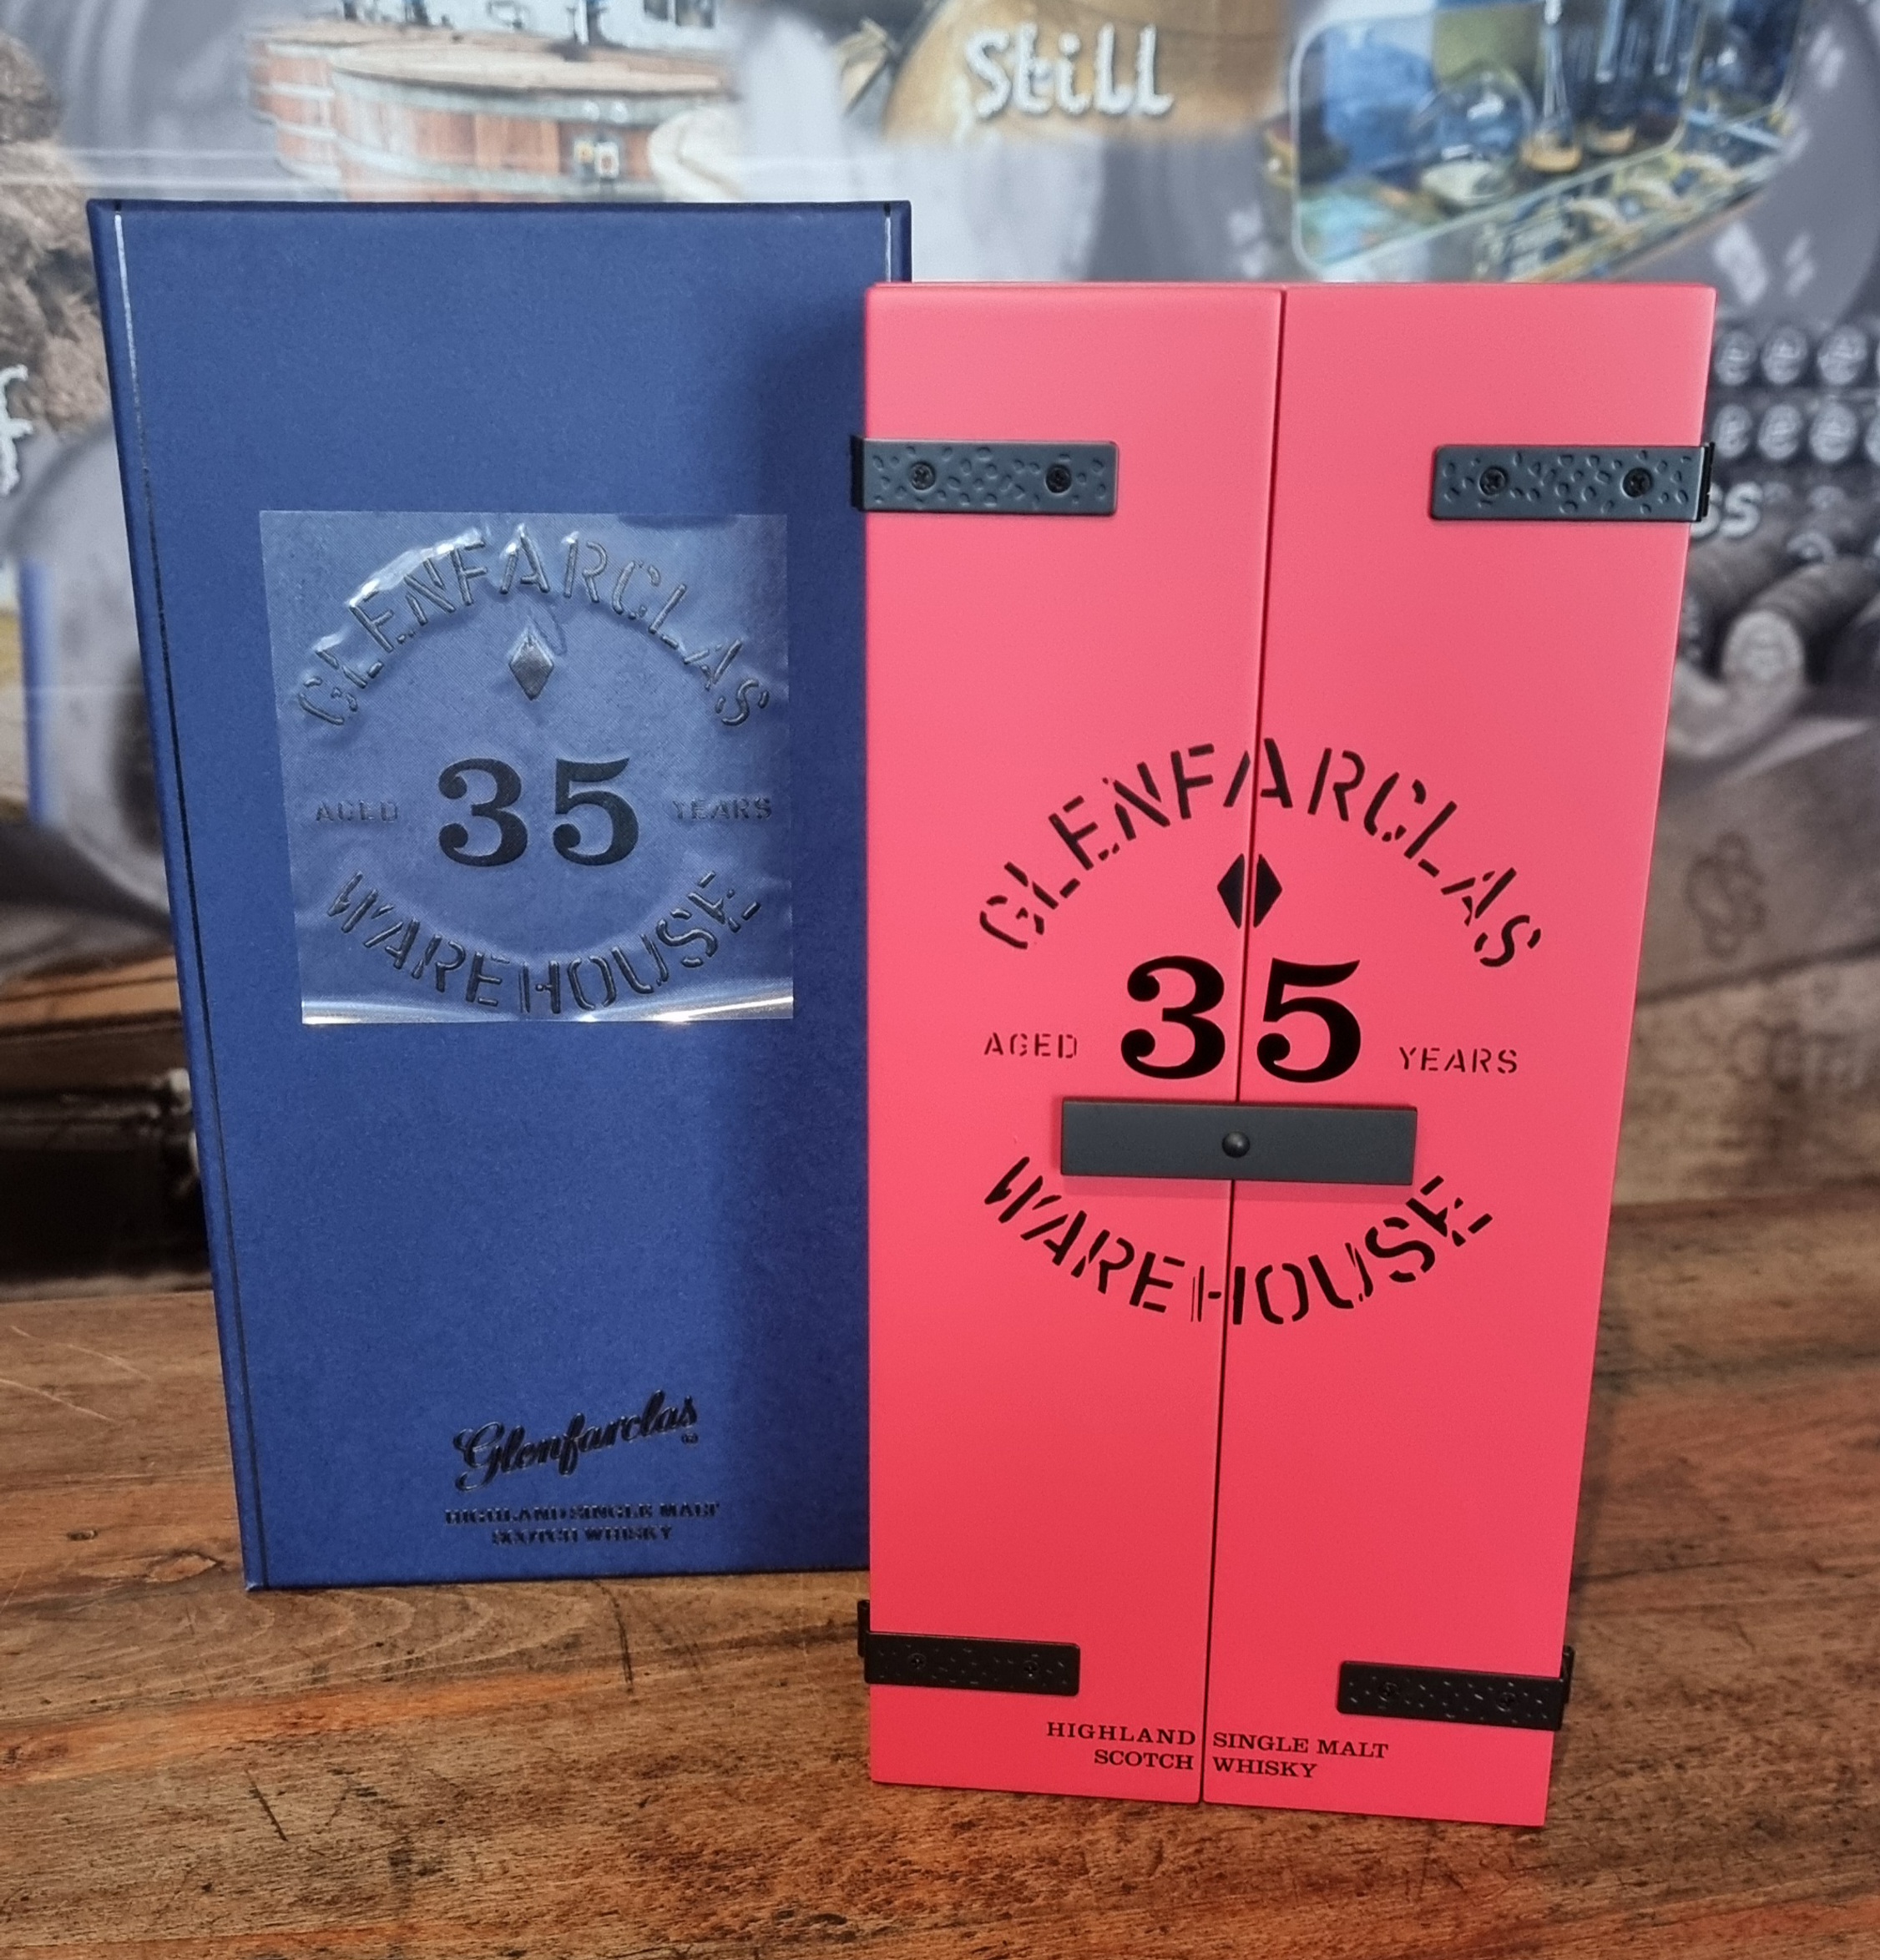 Still
GLENFARCLAS
AGED 35 YEARS
WAREHOUSE
Glenfarclas
HIGHLAND SINGLE MALT
SCOTCH WHISKY
GLENFARCLAS
AGED 35 YEARS
WAREHOUSE
HIGHLAND SINGLE MALT
SCOTCH WHISKY